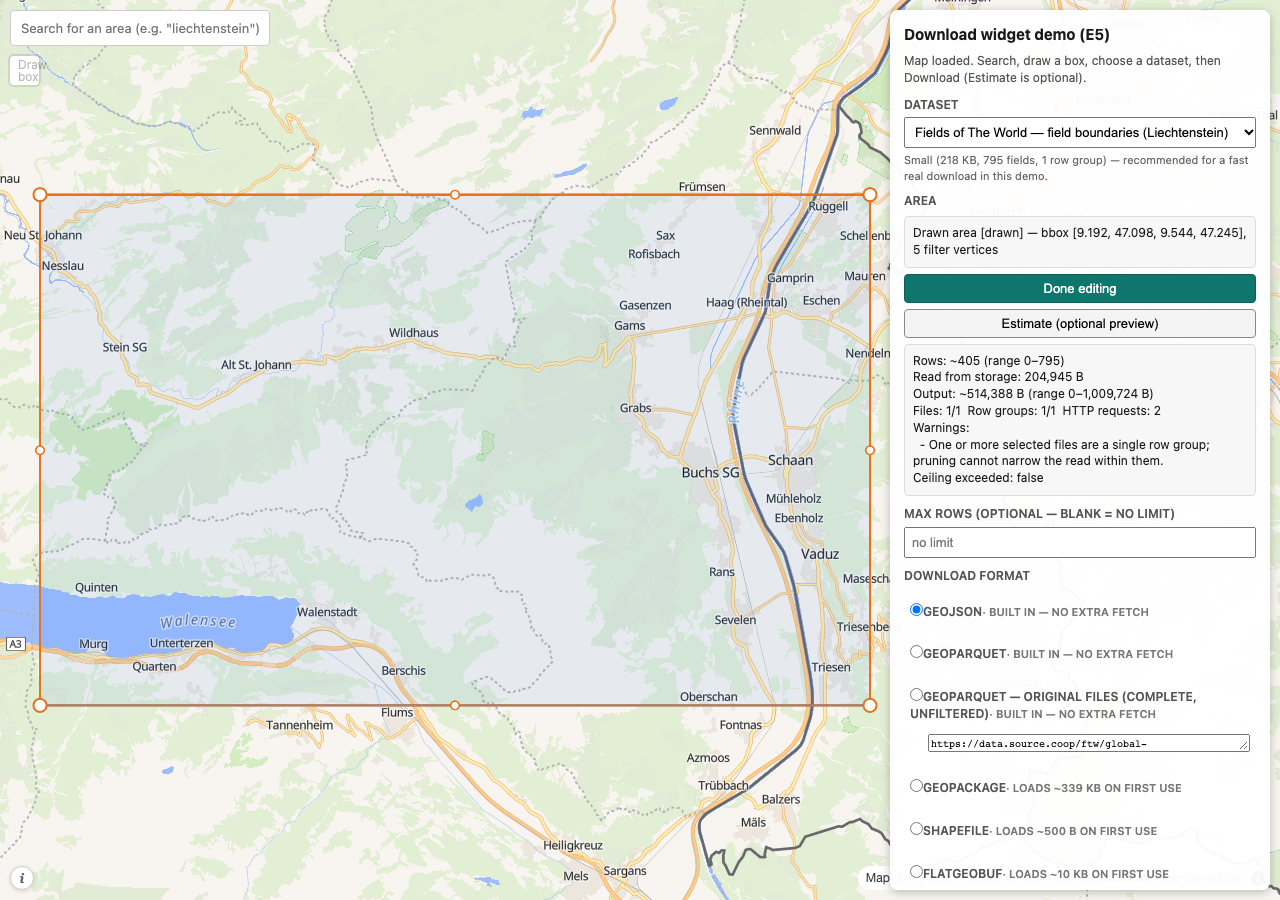 Search for an area (e.g. "liechtenstein")
Draw
box
Download widget demo (E5)
Map loaded. Search, draw a box, choose a dataset, then
Download (Estimate is optional).
DATASET
Fields of The World — field boundaries (Liechtenstein)
Small (218 KB, 795 fields, 1 row group) — recommended for a fast
real download in this demo.
AREA
Drawn area [drawn] — bbox [9.192, 47.098, 9.544, 47.245],
5 filter vertices
Done editing
Estimate (optional preview)
Rows: ~405 (range 0–795)
Read from storage: 204,945 B
Output: ~514,388 B (range 0–1,009,724 B)
Files: 1/1 Row groups: 1/1 HTTP requests: 2
Warnings:
- One or more selected files are a single row group;
pruning cannot narrow the read within them.
Ceiling exceeded: false
MAX ROWS (OPTIONAL — BLANK = NO LIMIT)
no limit
DOWNLOAD FORMAT
GEOJSON · BUILT IN — NO EXTRA FETCH
GEOPARQUET · BUILT IN — NO EXTRA FETCH
GEOPARQUET — ORIGINAL FILES (COMPLETE,
UNFILTERED) · BUILT IN — NO EXTRA FETCH
https://data.source.coop/ftw/global-
GEOPACKAGE · LOADS ~339 KB ON FIRST USE
SHAPEFILE · LOADS ~500 B ON FIRST USE
FLATGEOBUF · LOADS ~10 KB ON FIRST USE
Sennwald
Frümsen
Ruggell
Neu St. Johann
Sax
Schellenb
Rofisbach
Nesslau
Gamprin
Mauren
Gasenzen
Haag (Rheintal)
Eschen
Gams
Wildhaus
Stein SG
Nendeln
Alt St. Johann
Rhine
Grabs
Schaan
Buchs SG
Mühleholz
Ebenholz
Vaduz
Rans
Masesch
Quinten
Walenstadt
Walensee
Sevelen
Triesenbe
A3
Murg
Unterterzen
Quarten
Berschis
Triesen
Oberschan
Flums
Tannenheim
Fontnas
Azmoos
Trübbach
Balzers
Mäls
Heiligkreuz
Sargans
Mels
i
Map